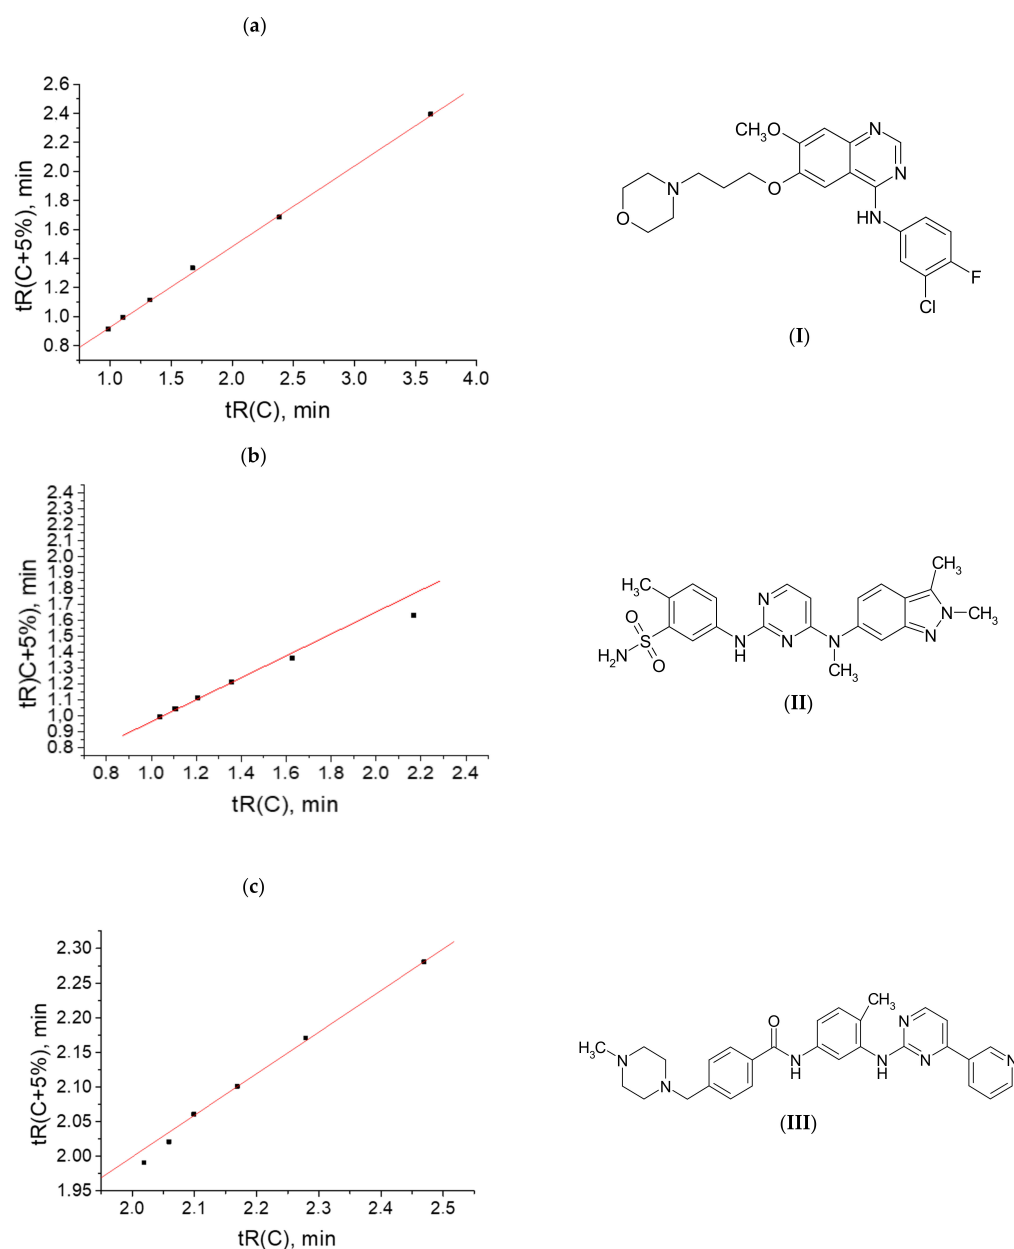 (a)
2.6
2.4
2.2
2.0
1.8
1.6
1.4
1.2
1.0
0.8
tR(C+5%), min
1.0 1.5 2.0 2.5 3.0 3.5 4.0
tR(C), min
CH3O
N
N
N
O
O
HN
F
Cl
(I)
(b)
2.4
2.3
2.2
2.1
2.0
1.9
1.8
1.7
1.6
1.5
1.4
1.3
1.2
1.1
1.0
0.9
0.8
tR)C+5%), min
0.8 1.0 1.2 1.4 1.6 1.8 2.0 2.2 2.4
tR(C), min
CH3
H3C
N
N
CH3
O
S
N
H
N
N
N
H2N
O
CH3
(II)
(c)
2.30
2.25
2.20
2.15
2.10
2.05
2.00
1.95
tR(C+5%), min
2.0 2.1 2.2 2.3 2.4 2.5
tR(C), min
CH3
O
N
CH3
N
N
H
NH
N
N
N
(III)